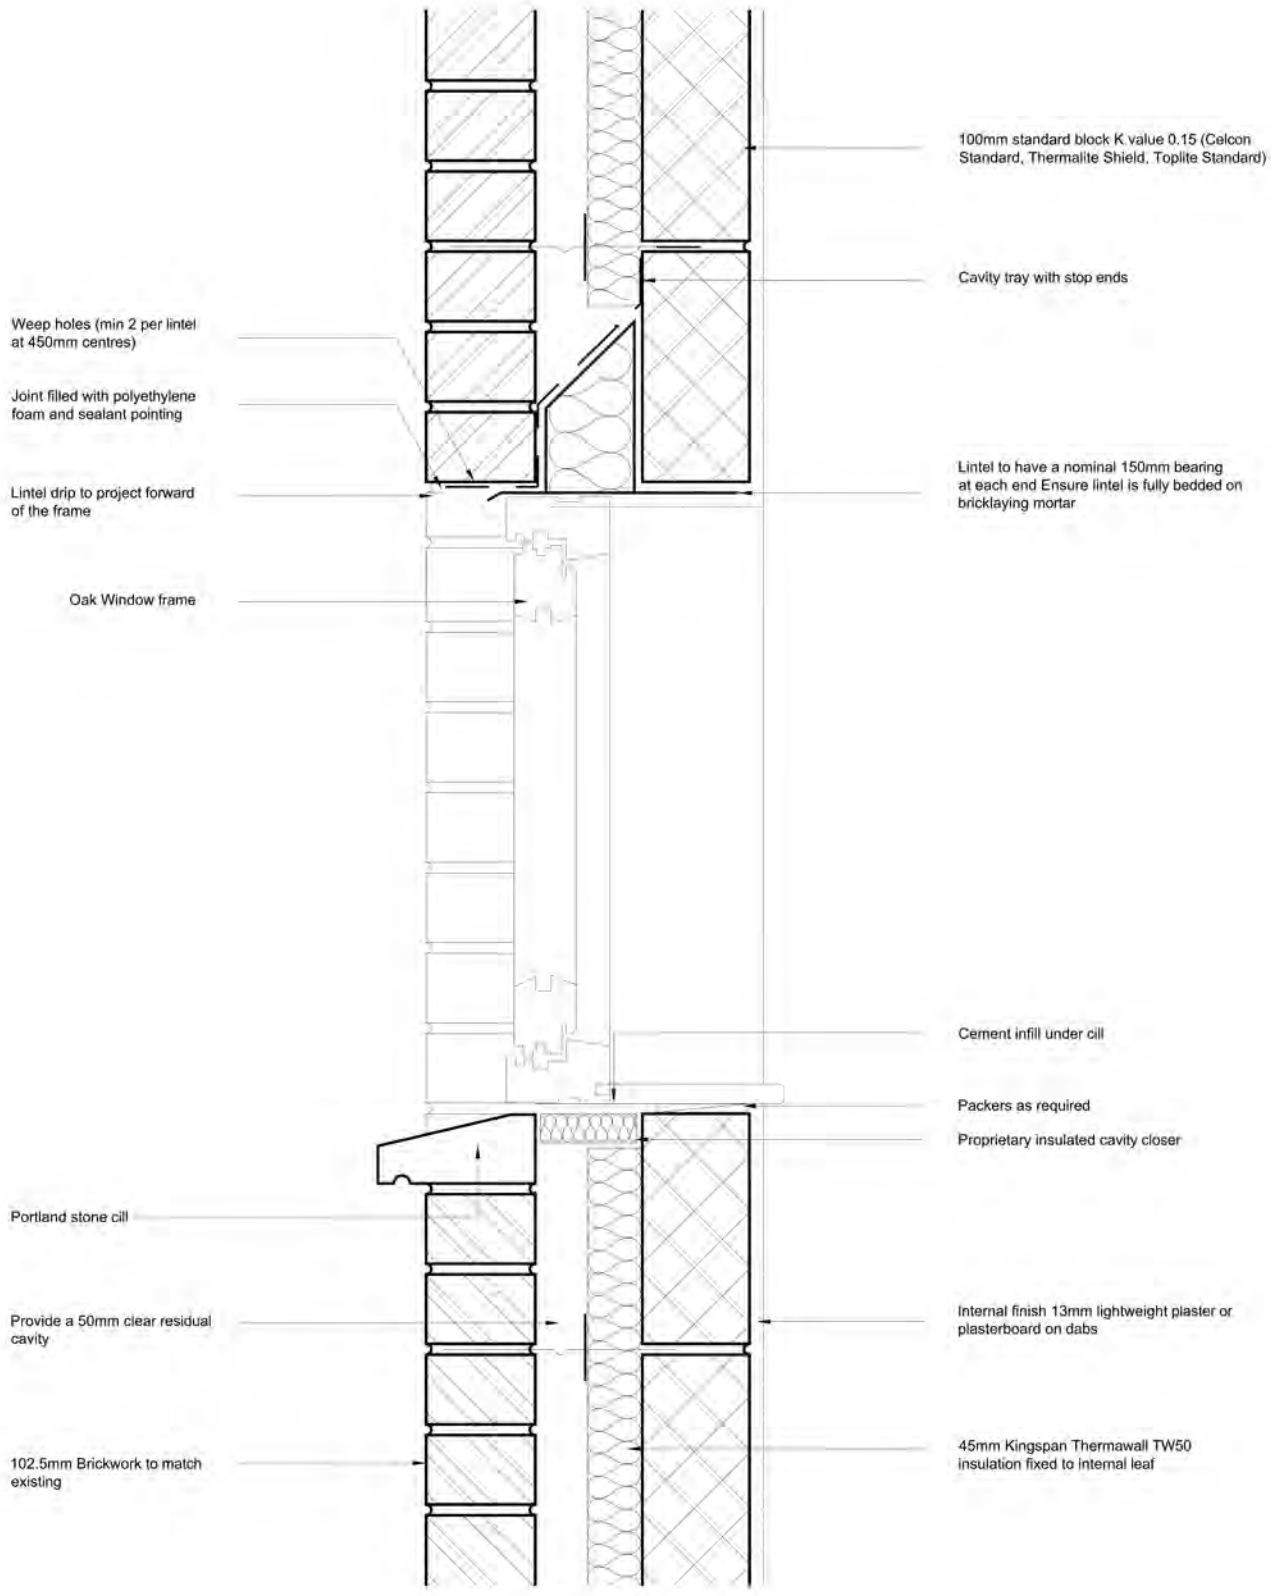 100mm standard block K value 0.15 (Celcon
Standard, Thermalite Shield, Toplite Standard)
Cavity tray with stop ends
Weep holes (min 2 per lintel
at 450mm centres)
Joint filled with polyethylene
foam and sealant pointing
Lintel drip to project forward
of the frame
Lintel to have a nominal 150mm bearing
at each end Ensure lintel is fully bedded on
bricklaying mortar
Oak Window frame
Cement infill under cill
Packers as required
Proprietary insulated cavity closer
Portland stone cill
Provide a 50mm clear residual
cavity
Internal finish 13mm lightweight plaster or
plasterboard on dabs
102.5mm Brickwork to match
existing
45mm Kingspan Thermawall TW50
insulation fixed to internal leaf